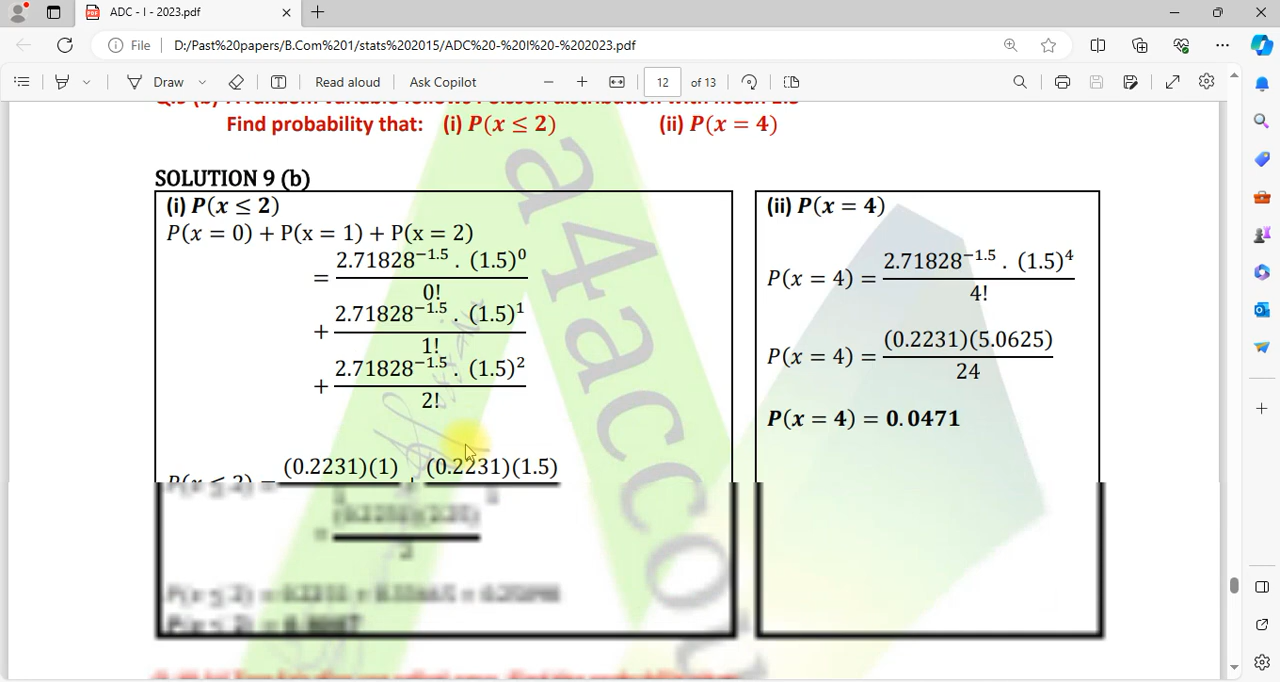 ADC - I - 2023.pdf
File D:/Past%20papers/B.Com%201/stats%202015/ADC%20-%20I%20-%202023.pdf
Draw Read aloud Ask Copilot 12 of 13
Find probability that: (i) P(x ≤ 2) (ii) P(x = 4)
SOLUTION 9 (b)
(i) P(x ≤ 2)
P(x = 0) + P(x = 1) + P(x = 2)
= 2.71828^−1.5 . (1.5)^0 / 0!
+ 2.71828^−1.5 . (1.5)^1 / 1!
+ 2.71828^−1.5 . (1.5)^2 / 2!
(0.2231)(1) (0.2231)(1.5)
(ii) P(x = 4)
P(x = 4) = 2.71828^−1.5 . (1.5)^4 / 4!
P(x = 4) = (0.2231)(5.0625) / 24
P(x = 4) = 0.0471
a4accou